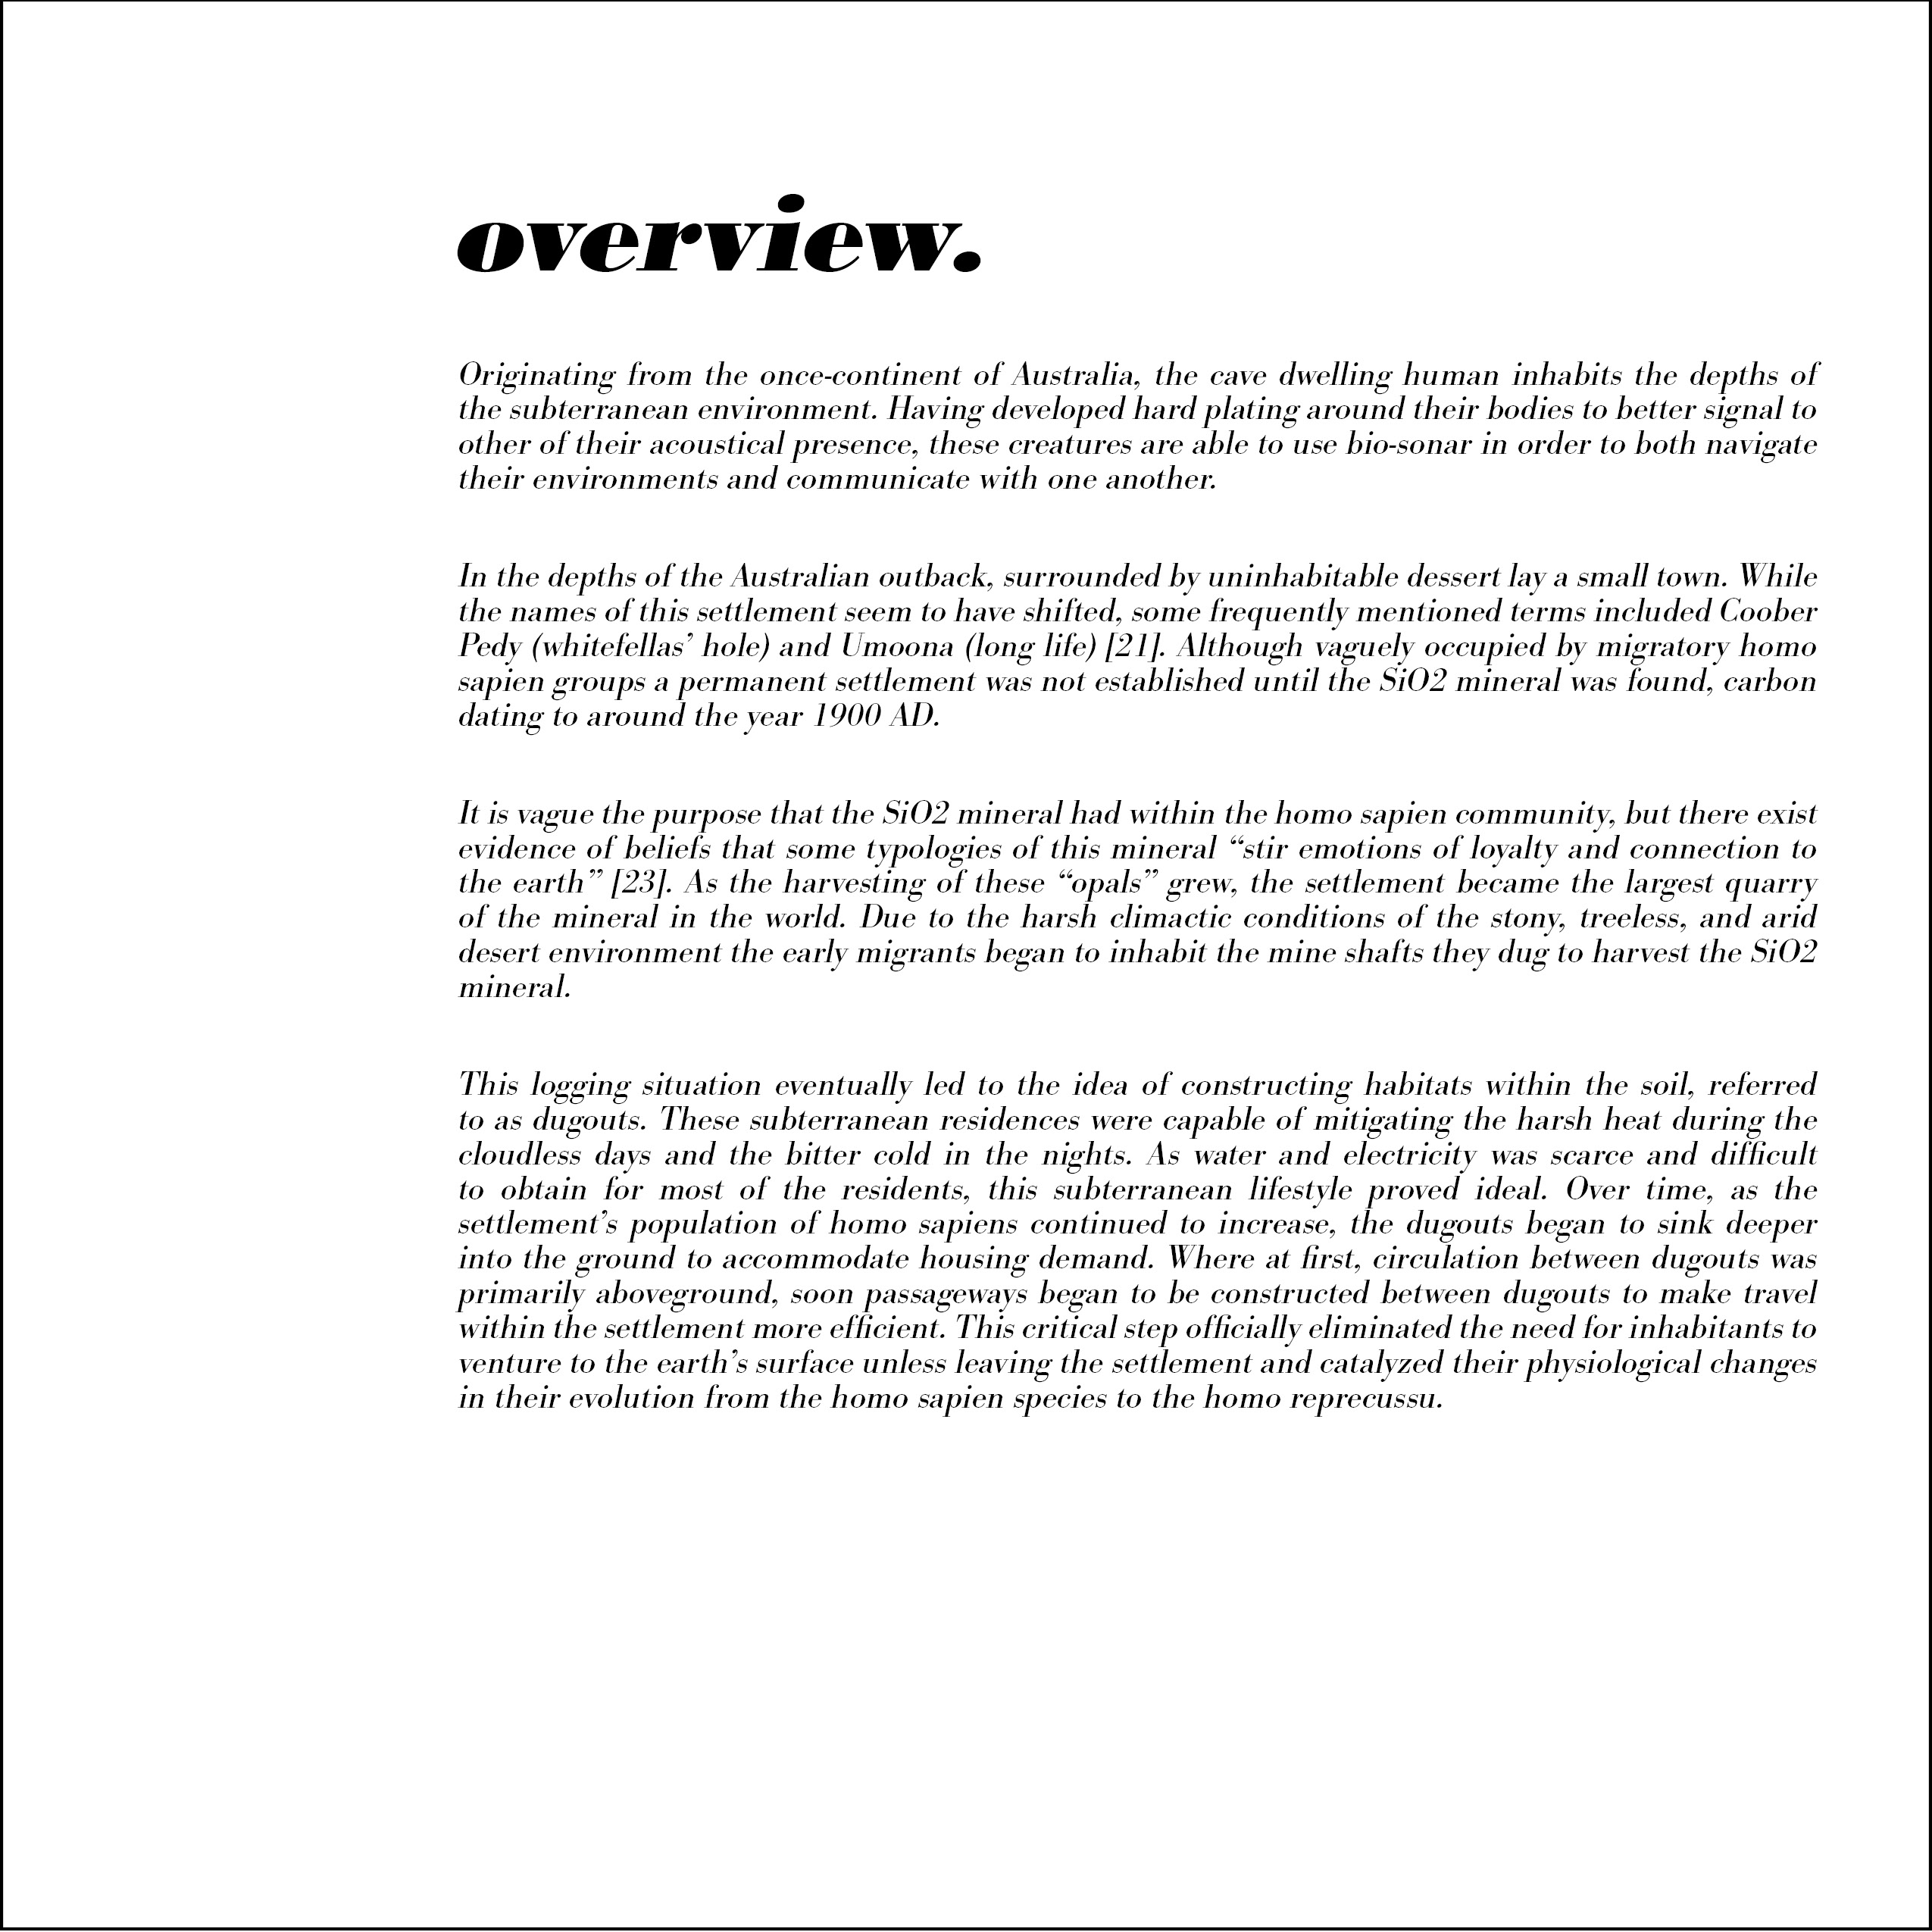 overview.
Originating from the once-continent of Australia, the cave dwelling human inhabits the depths of
the subterranean environment. Having developed hard plating around their bodies to better signal to
other of their acoustical presence, these creatures are able to use bio-sonar in order to both navigate
their environments and communicate with one another.
In the depths of the Australian outback, surrounded by uninhabitable dessert lay a small town. While
the names of this settlement seem to have shifted, some frequently mentioned terms included Coober
Pedy (whitefellas’ hole) and Umoona (long life) [21]. Although vaguely occupied by migratory homo
sapien groups a permanent settlement was not established until the SiO2 mineral was found, carbon
dating to around the year 1900 AD.
It is vague the purpose that the SiO2 mineral had within the homo sapien community, but there exist
evidence of beliefs that some typologies of this mineral “stir emotions of loyalty and connection to
the earth” [23]. As the harvesting of these “opals” grew, the settlement became the largest quarry
of the mineral in the world. Due to the harsh climactic conditions of the stony, treeless, and arid
desert environment the early migrants began to inhabit the mine shafts they dug to harvest the SiO2
mineral.
This logging situation eventually led to the idea of constructing habitats within the soil, referred
to as dugouts. These subterranean residences were capable of mitigating the harsh heat during the
cloudless days and the bitter cold in the nights. As water and electricity was scarce and difficult
to obtain for most of the residents, this subterranean lifestyle proved ideal. Over time, as the
settlement’s population of homo sapiens continued to increase, the dugouts began to sink deeper
into the ground to accommodate housing demand. Where at first, circulation between dugouts was
primarily aboveground, soon passageways began to be constructed between dugouts to make travel
within the settlement more efficient. This critical step officially eliminated the need for inhabitants to
venture to the earth’s surface unless leaving the settlement and catalyzed their physiological changes
in their evolution from the homo sapien species to the homo reprecussu.